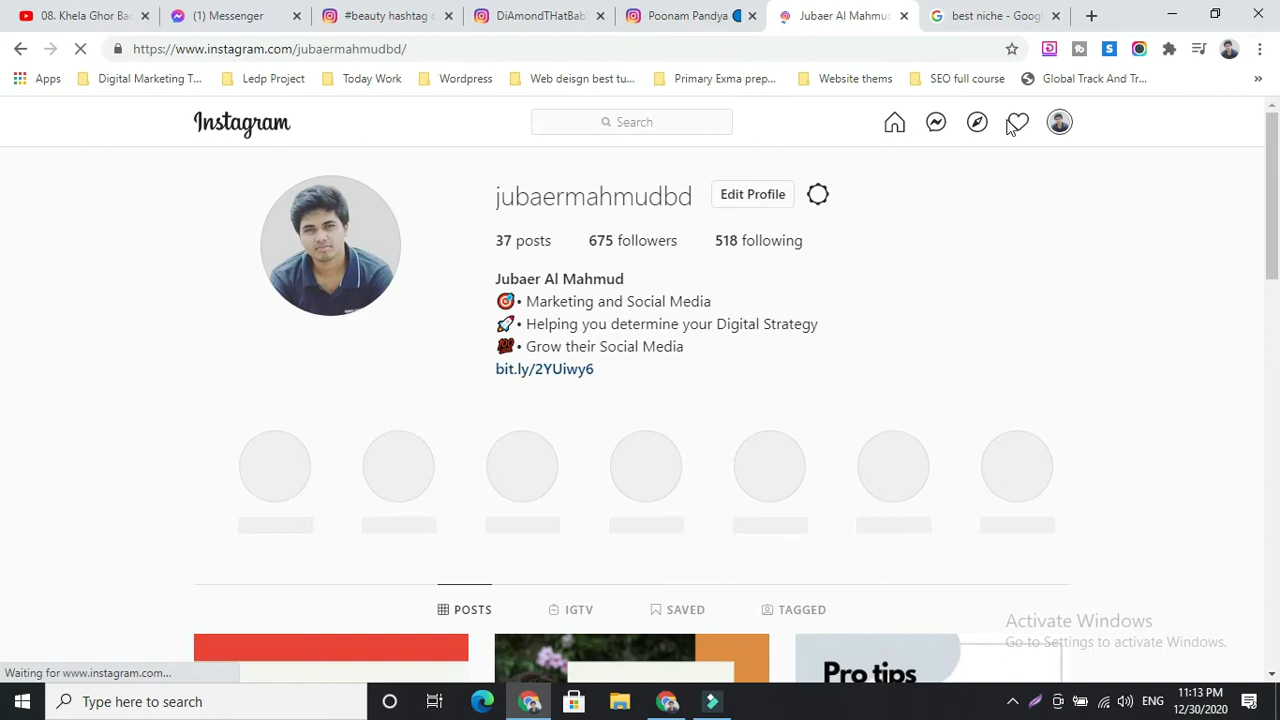 08. Khela Ghor Ba
(1) Messenger
#beauty hashtag
DiAmondTHatBab
Poonam Pandya
Jubaer Al Mahmud
best niche - Goog
https://www.instagram.com/jubaermahmudbd/
Apps
Digital Marketing T...
Ledp Project
Today Work
Wordpress
Web deisgn best tu...
Primary Exma prep...
Website thems
SEO full course
Global Track And Tr...
»
Instagram
Search
jubaermahmudbd
Edit Profile
37 posts
675 followers
518 following
Jubaer Al Mahmud
• Marketing and Social Media
• Helping you determine your Digital Strategy
💯• Grow their Social Media
bit.ly/2YUiwy6
POSTS
IGTV
SAVED
TAGGED
Activate Windows
Go to Settings to activate Windows.
Pro tips
Waiting for www.instagram.com...
Type here to search
ENG
11:13 PM
12/30/2020